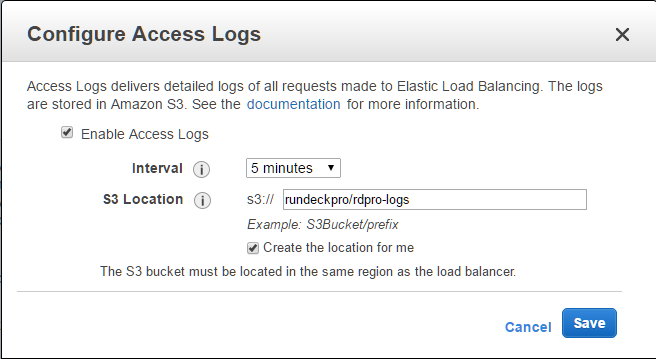 Configure Access Logs
Access Logs delivers detailed logs of all requests made to Elastic Load Balancing. The logs
are stored in Amazon S3. See the documentation for more information.
Enable Access Logs
Interval i 5 minutes
S3 Location i s3:// rundeckpro/rdpro-logs
Example: S3Bucket/prefix
Create the location for me
The S3 bucket must be located in the same region as the load balancer.
Cancel Save